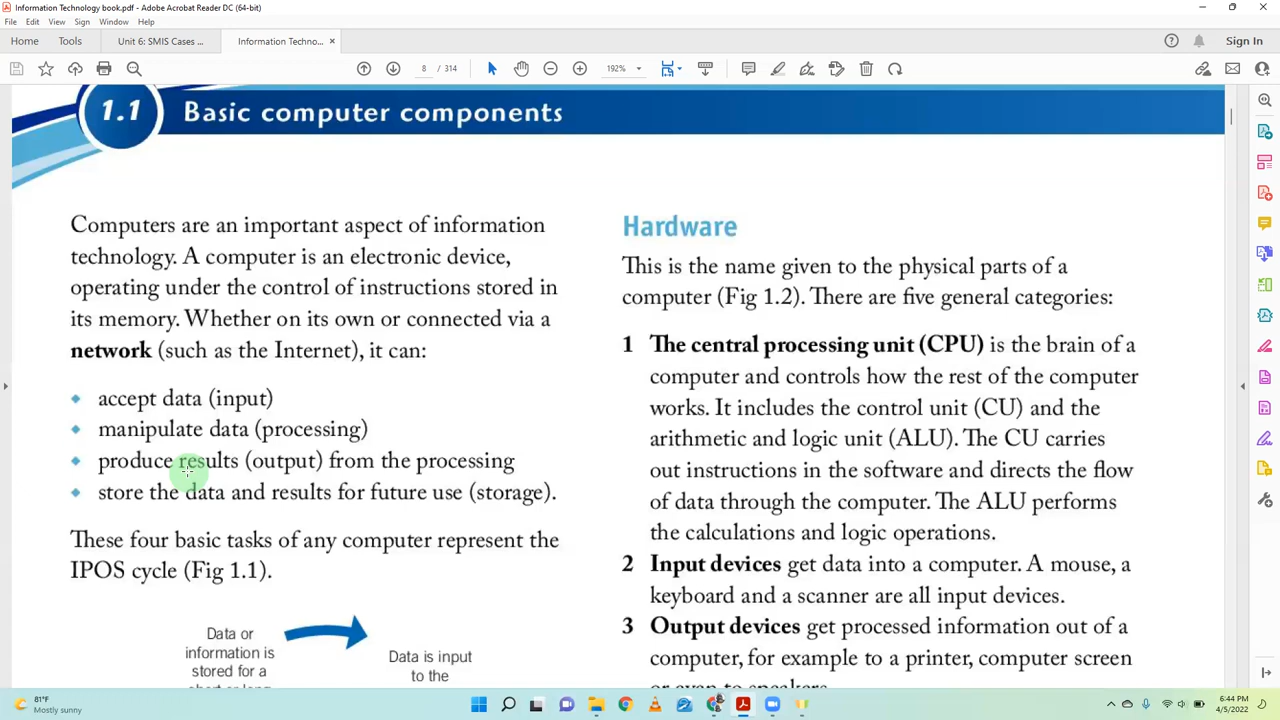 Information Technology book.pdf - Adobe Acrobat Reader DC (64-bit)
File Edit View Sign Window Help
Home Tools Unit 6: SMIS Cases ... Information Techno... × Sign In
8 / 314 192%
1.1 Basic computer components
Computers are an important aspect of information
technology. A computer is an electronic device,
operating under the control of instructions stored in
its memory. Whether on its own or connected via a
network (such as the Internet), it can:
accept data (input)
manipulate data (processing)
produce results (output) from the processing
store the data and results for future use (storage).
These four basic tasks of any computer represent the
IPOS cycle (Fig 1.1).
Data or
information is
stored for a
Data is input
to the
Hardware
This is the name given to the physical parts of a
computer (Fig 1.2). There are five general categories:
1 The central processing unit (CPU) is the brain of a
computer and controls how the rest of the computer
works. It includes the control unit (CU) and the
arithmetic and logic unit (ALU). The CU carries
out instructions in the software and directs the flow
of data through the computer. The ALU performs
the calculations and logic operations.
2 Input devices get data into a computer. A mouse, a
keyboard and a scanner are all input devices.
3 Output devices get processed information out of a
computer, for example to a printer, computer screen
or even to speakers.
81°F
Mostly sunny
6:44 PM
4/5/2022